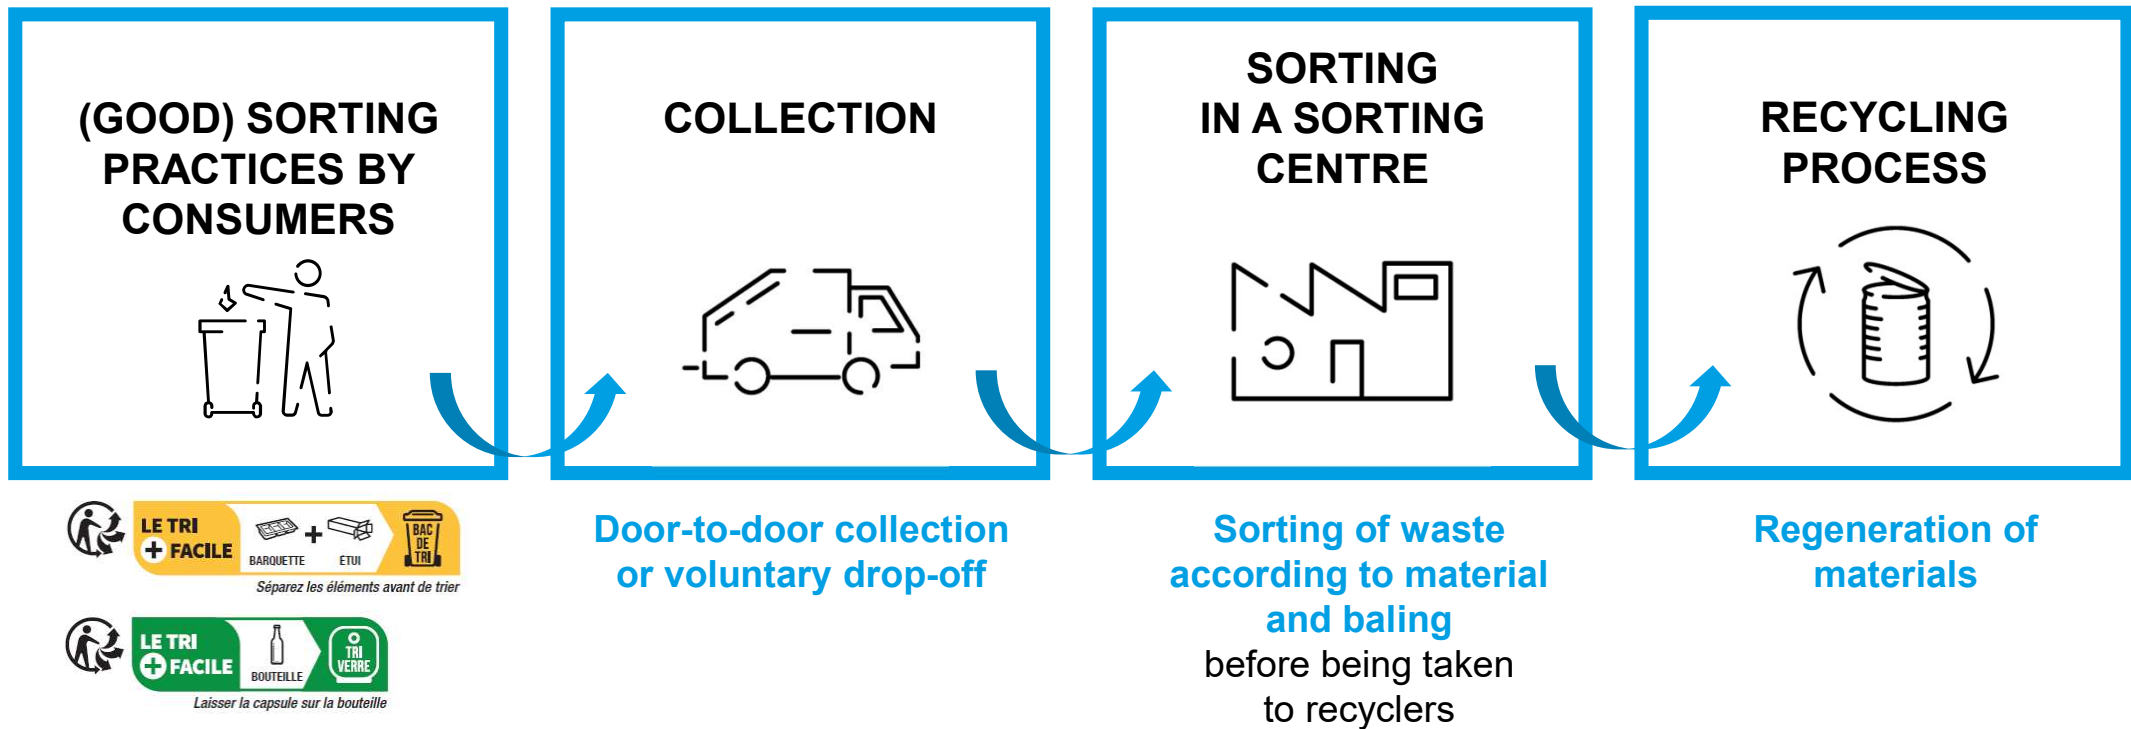 (GOOD) SORTING
PRACTICES BY
CONSUMERS
COLLECTION
SORTING
IN A SORTING
CENTRE
RECYCLING
PROCESS
LE TRI
+ FACILE
BARQUETTE
+
ÉTUI
BAC
DE
TRI
Séparez les éléments avant de trier
LE TRI
+ FACILE
BOUTEILLE
TRI
VERRE
Laisser la capsule sur la bouteille
Door-to-door collection
or voluntary drop-off
Sorting of waste
according to material
and baling
before being taken
to recyclers
Regeneration of
materials